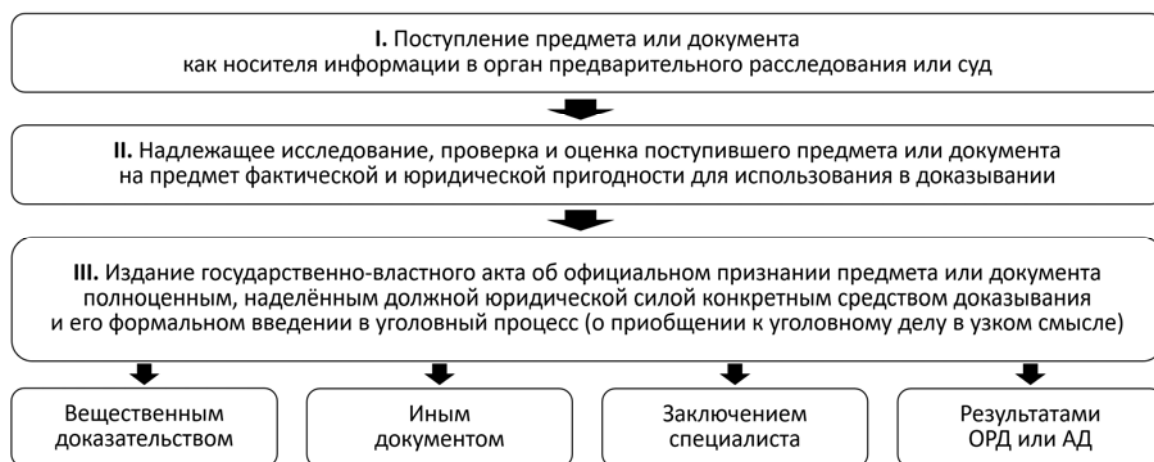 I. Поступление предмета или документа
как носителя информации в орган предварительного расследования или суд
II. Надлежащее исследование, проверка и оценка поступившего предмета или документа
на предмет фактической и юридической пригодности для использования в доказывании
III. Издание государственно-властного акта об официальном признании предмета или документа
полноценным, наделённым должной юридической силой конкретным средством доказывания
и его формальном введении в уголовный процесс (о приобщении к уголовному делу в узком смысле)
Вещественным
доказательством
Иным
документом
Заключением
специалиста
Результатами
ОРД или АД